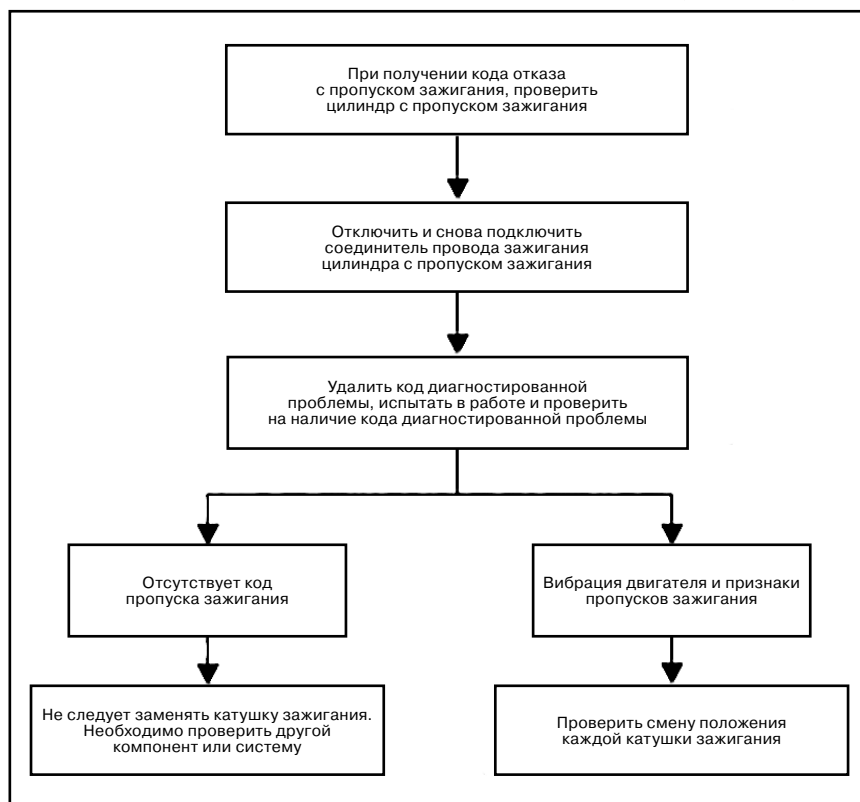 При получении кода отказа
с пропуском зажигания, проверить
цилиндр с пропуском зажигания
Отключить и снова подключить
соединитель провода зажигания
цилиндра с пропуском зажигания
Удалить код диагностированной
проблемы, испытать в работе и проверить
на наличие кода диагностированной проблемы
Отсутствует код
пропуска зажигания
Вибрация двигателя и признаки
пропусков зажигания
Не следует заменять катушку зажигания.
Необходимо проверить другой
компонент или систему
Проверить смену положения
каждой катушки зажигания